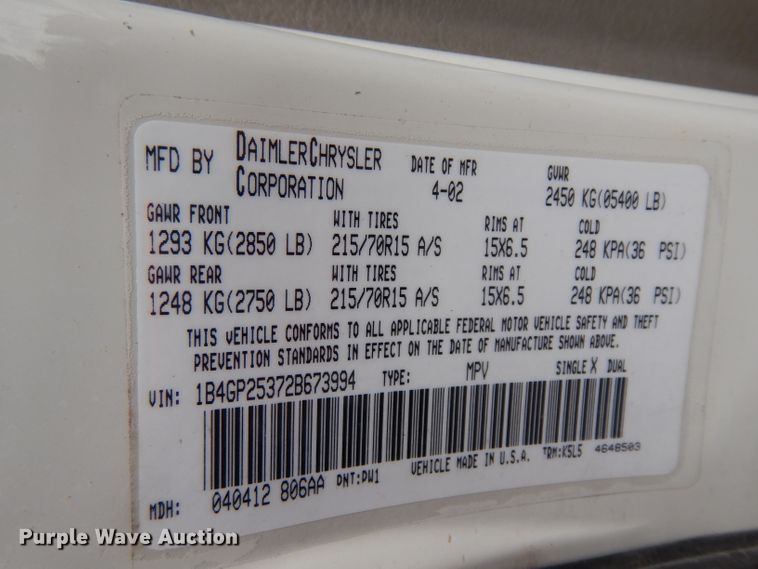 MFD BY DAIMLERCHRYSLER CORPORATION DATE OF MFR 4-02 GVWR 2450 KG(05400 LB)
GAWR FRONT WITH TIRES RIMS AT COLD
1293 KG(2850 LB) 215/70R15 A/S 15X6.5 248 KPA(36 PSI)
GAWR REAR WITH TIRES RIMS AT COLD
1248 KG(2750 LB) 215/70R15 A/S 15X6.5 248 KPA(36 PSI)
THIS VEHICLE CONFORMS TO ALL APPLICABLE FEDERAL MOTOR VEHICLE SAFETY AND THEFT
PREVENTION STANDARDS IN EFFECT ON THE DATE OF MANUFACTURE SHOWN ABOVE.
VIN: 1B4GP25372B673994 TYPE: MPV SINGLE X DUAL
MDH: 040412 806AA PNT:PW1 VEHICLE MADE IN U.S.A. TRM:K5L5 4648503
Purple Wave Auction